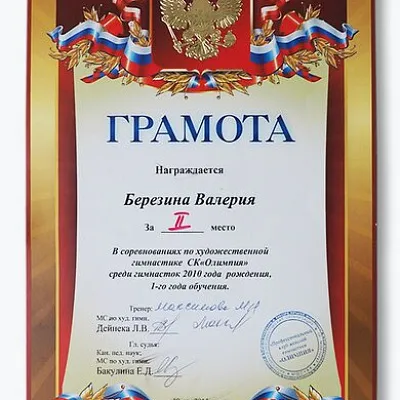 ГРАМОТА
Награждается
Березина Валерия
За II место
В соревнованиях по художественной
гимнастике СК«Олимпия»
среди гимнасток 2010 года рождения,
1-го года обучения.
Тренер: Максимова
МС по худ. гимн.
Дейнека Л.В.
Гл. судья:
Кан. пед. наук,
МС по худ. гимн.
Бакулина Е.Д.
«ОЛИМПИЯ»